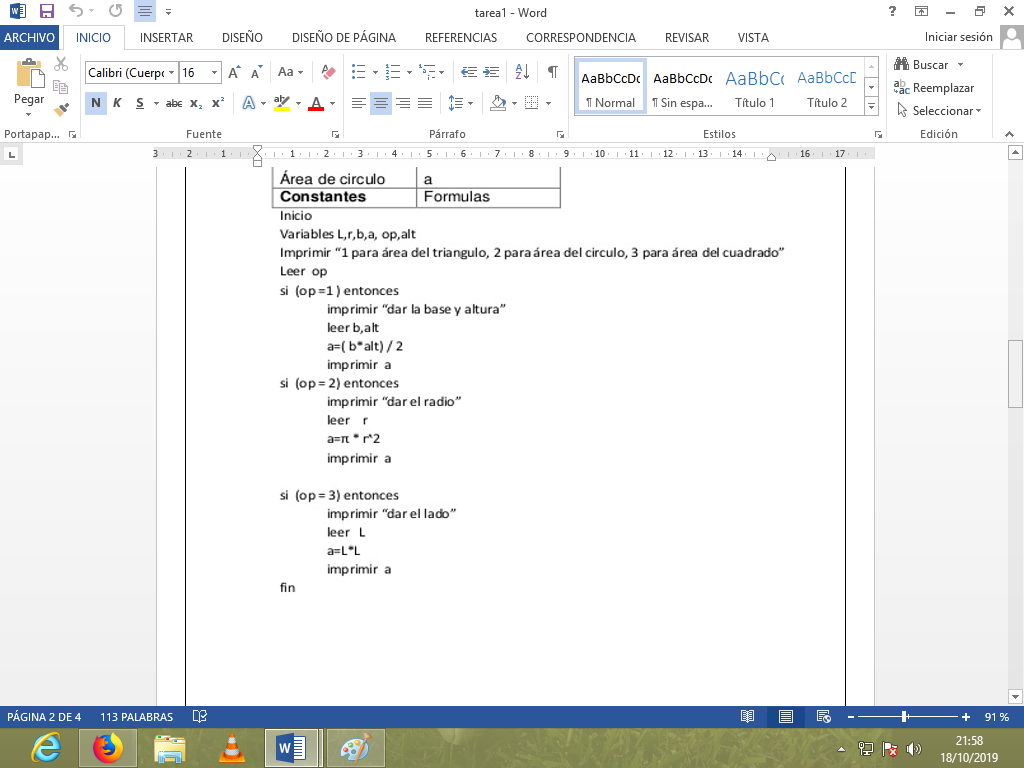 tarea1 - Word
ARCHIVO INICIO INSERTAR DISEÑO DISEÑO DE PÁGINA REFERENCIAS CORRESPONDENCIA REVISAR VISTA Iniciar sesión
Pegar
Calibri (Cuerpo 16
N K S abc x₂ x²
AaBbCcDc AaBbCcDc AaBbCc AaBbCcD
¶ Normal ¶ Sin espa... Título 1 Título 2
Buscar
Reemplazar
Seleccionar
Portapap... Fuente Párrafo Estilos Edición
3 2 1 1 2 3 4 5 6 7 8 9 10 11 12 13 14 16 17
Área de circulo a
Constantes Formulas
Inicio
Variables L,r,b,a, op,alt
Imprimir “1 para área del triangulo, 2 para área del circulo, 3 para área del cuadrado”
Leer op
si (op =1 ) entonces
imprimir “dar la base y altura”
leer b,alt
a=( b*alt) / 2
imprimir a
si (op = 2) entonces
imprimir “dar el radio”
leer r
a=π * r^2
imprimir a
si (op = 3) entonces
imprimir “dar el lado”
leer L
a=L*L
imprimir a
fin
PÁGINA 2 DE 4 113 PALABRAS 91 %
21:58
18/10/2019